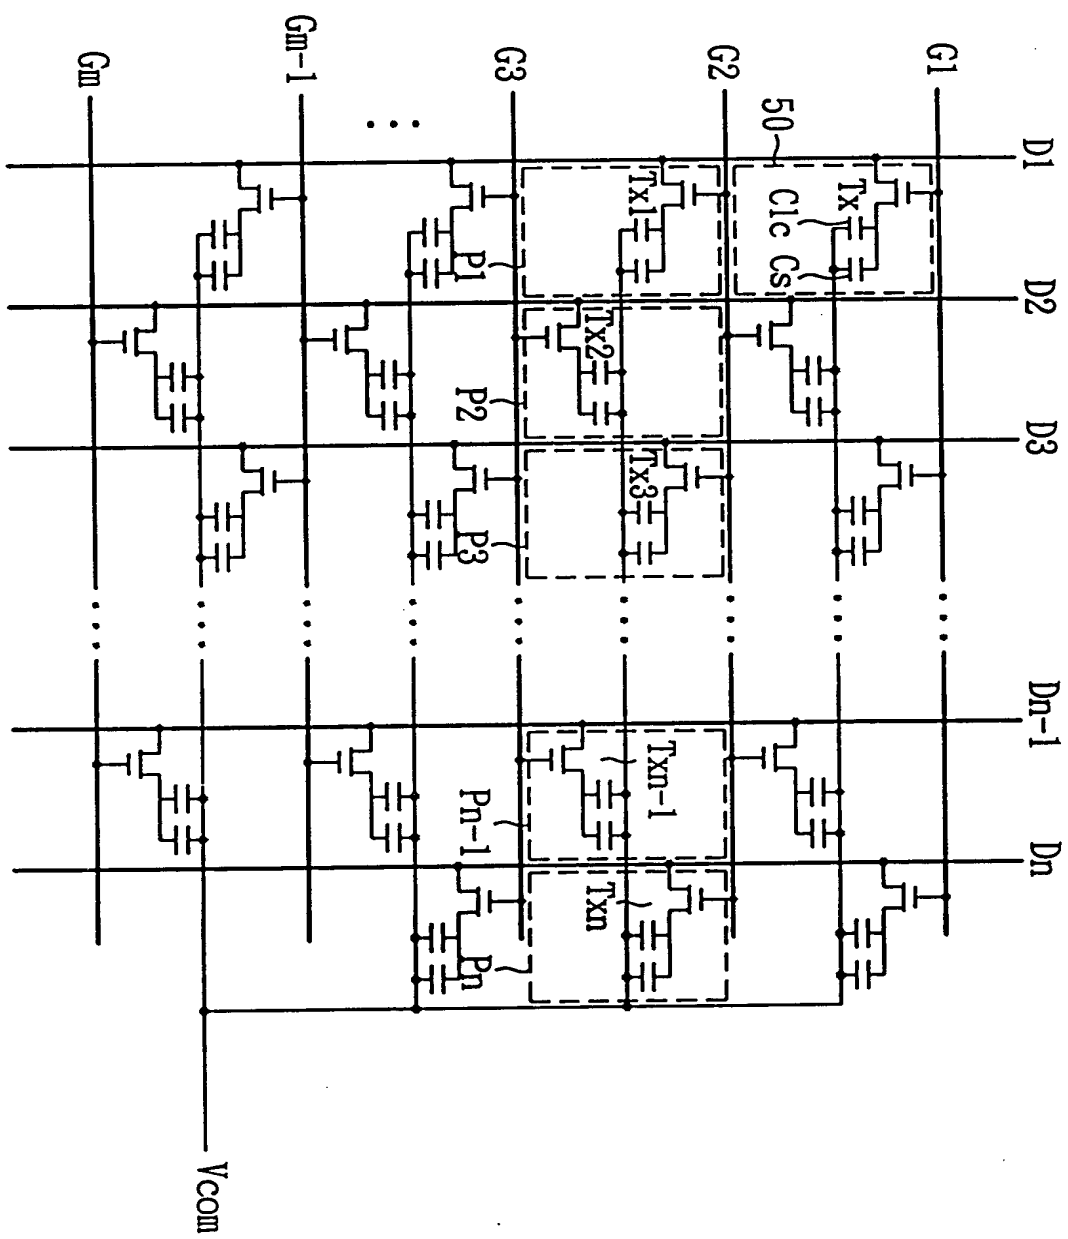 D1
D2
D3
Dn-1
Dn
G1
50
Tx
Clc
Cs
G2
Tx1
Tx2
Tx3
Txn-1
Txn
P1
P2
P3
Pn-1
Pn
G3
Gm-1
Gm
Vcom